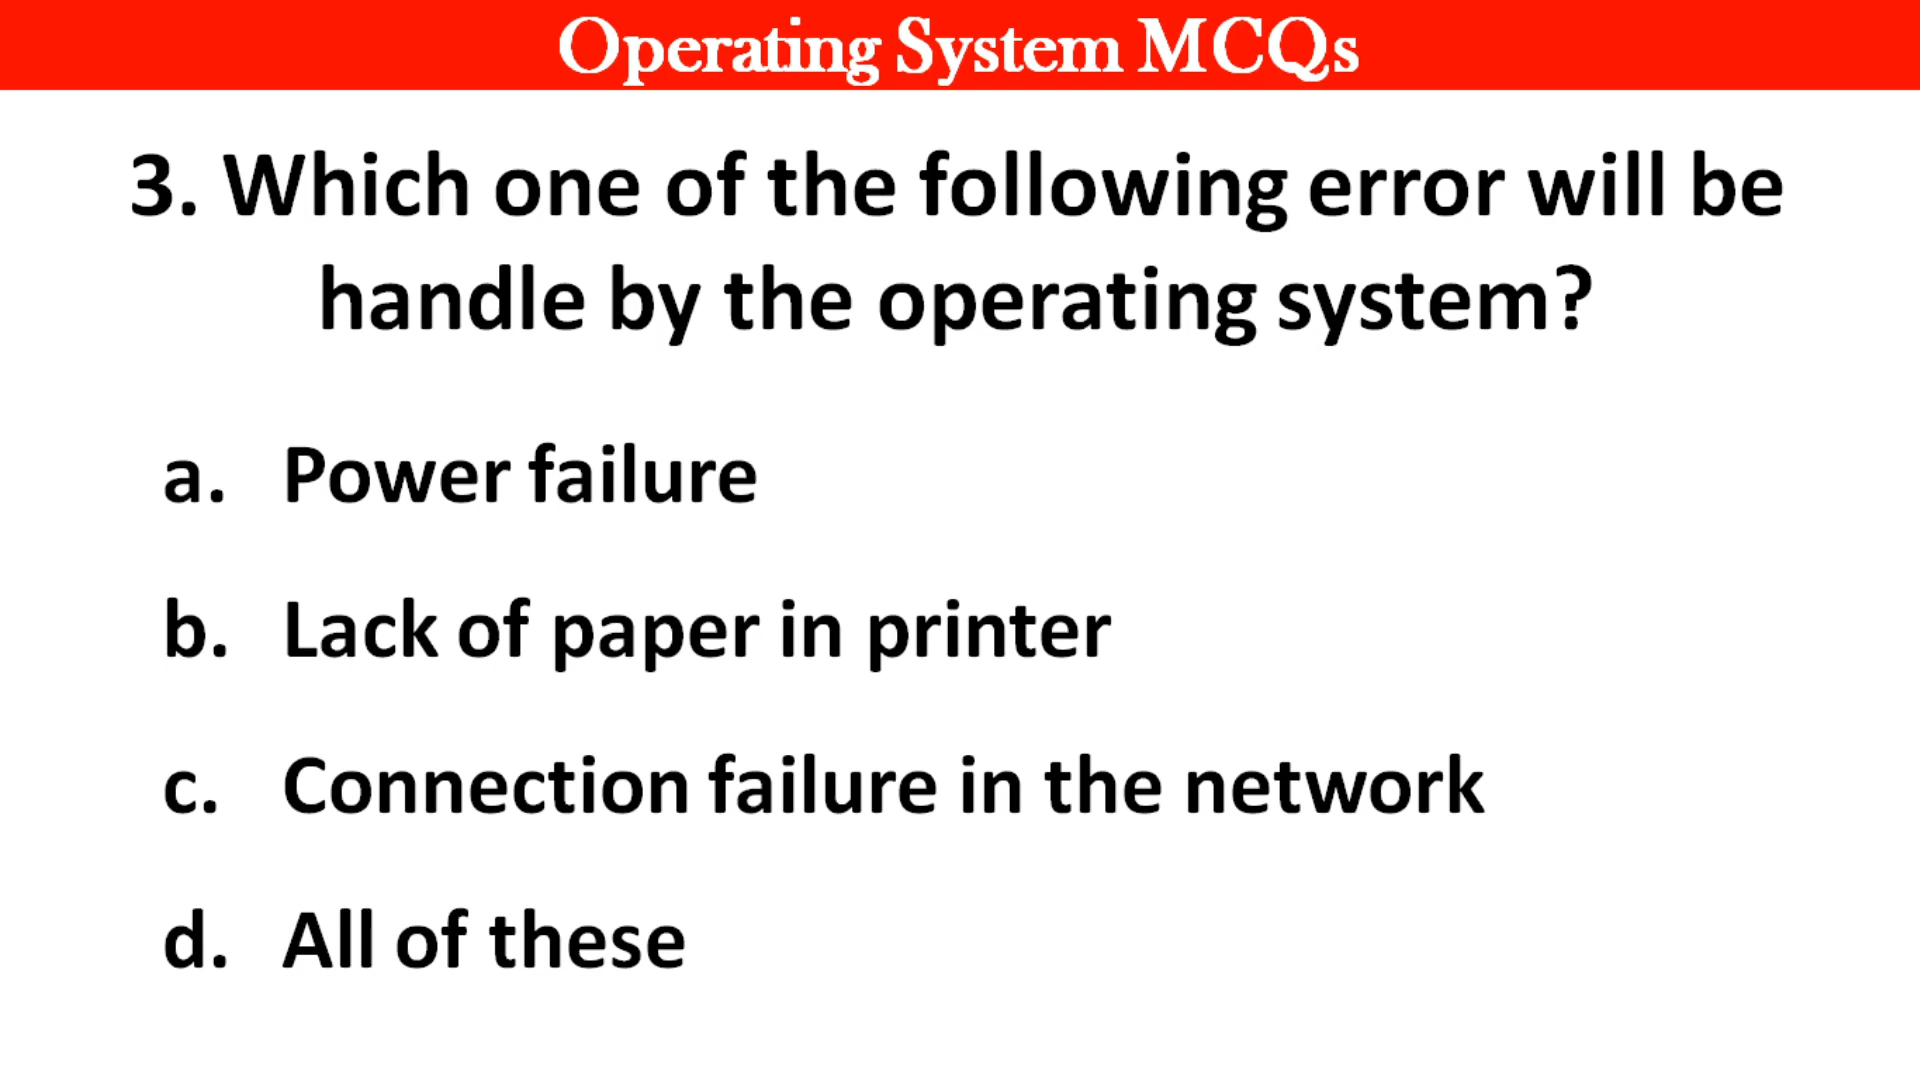 Operating System MCQs
3. Which one of the following error will be
handle by the operating system?
a. Power failure
b. Lack of paper in printer
c. Connection failure in the network
d. All of these